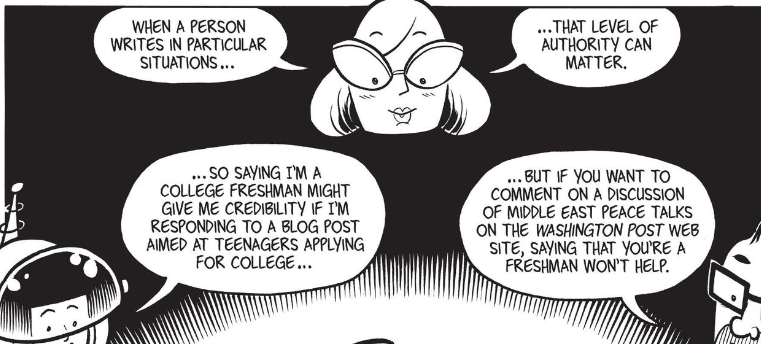 WHEN A PERSON
WRITES IN PARTICULAR
SITUATIONS...
...THAT LEVEL OF
AUTHORITY CAN
MATTER.
...SO SAYING I'M A
COLLEGE FRESHMAN MIGHT
GIVE ME CREDIBILITY IF I'M
RESPONDING TO A BLOG POST
AIMED AT TEENAGERS APPLYING
FOR COLLEGE...
...BUT IF YOU WANT TO
COMMENT ON A DISCUSSION
OF MIDDLE EAST PEACE TALKS
ON THE WASHINGTON POST WEB
SITE, SAYING THAT YOU'RE A
FRESHMAN WON'T HELP.